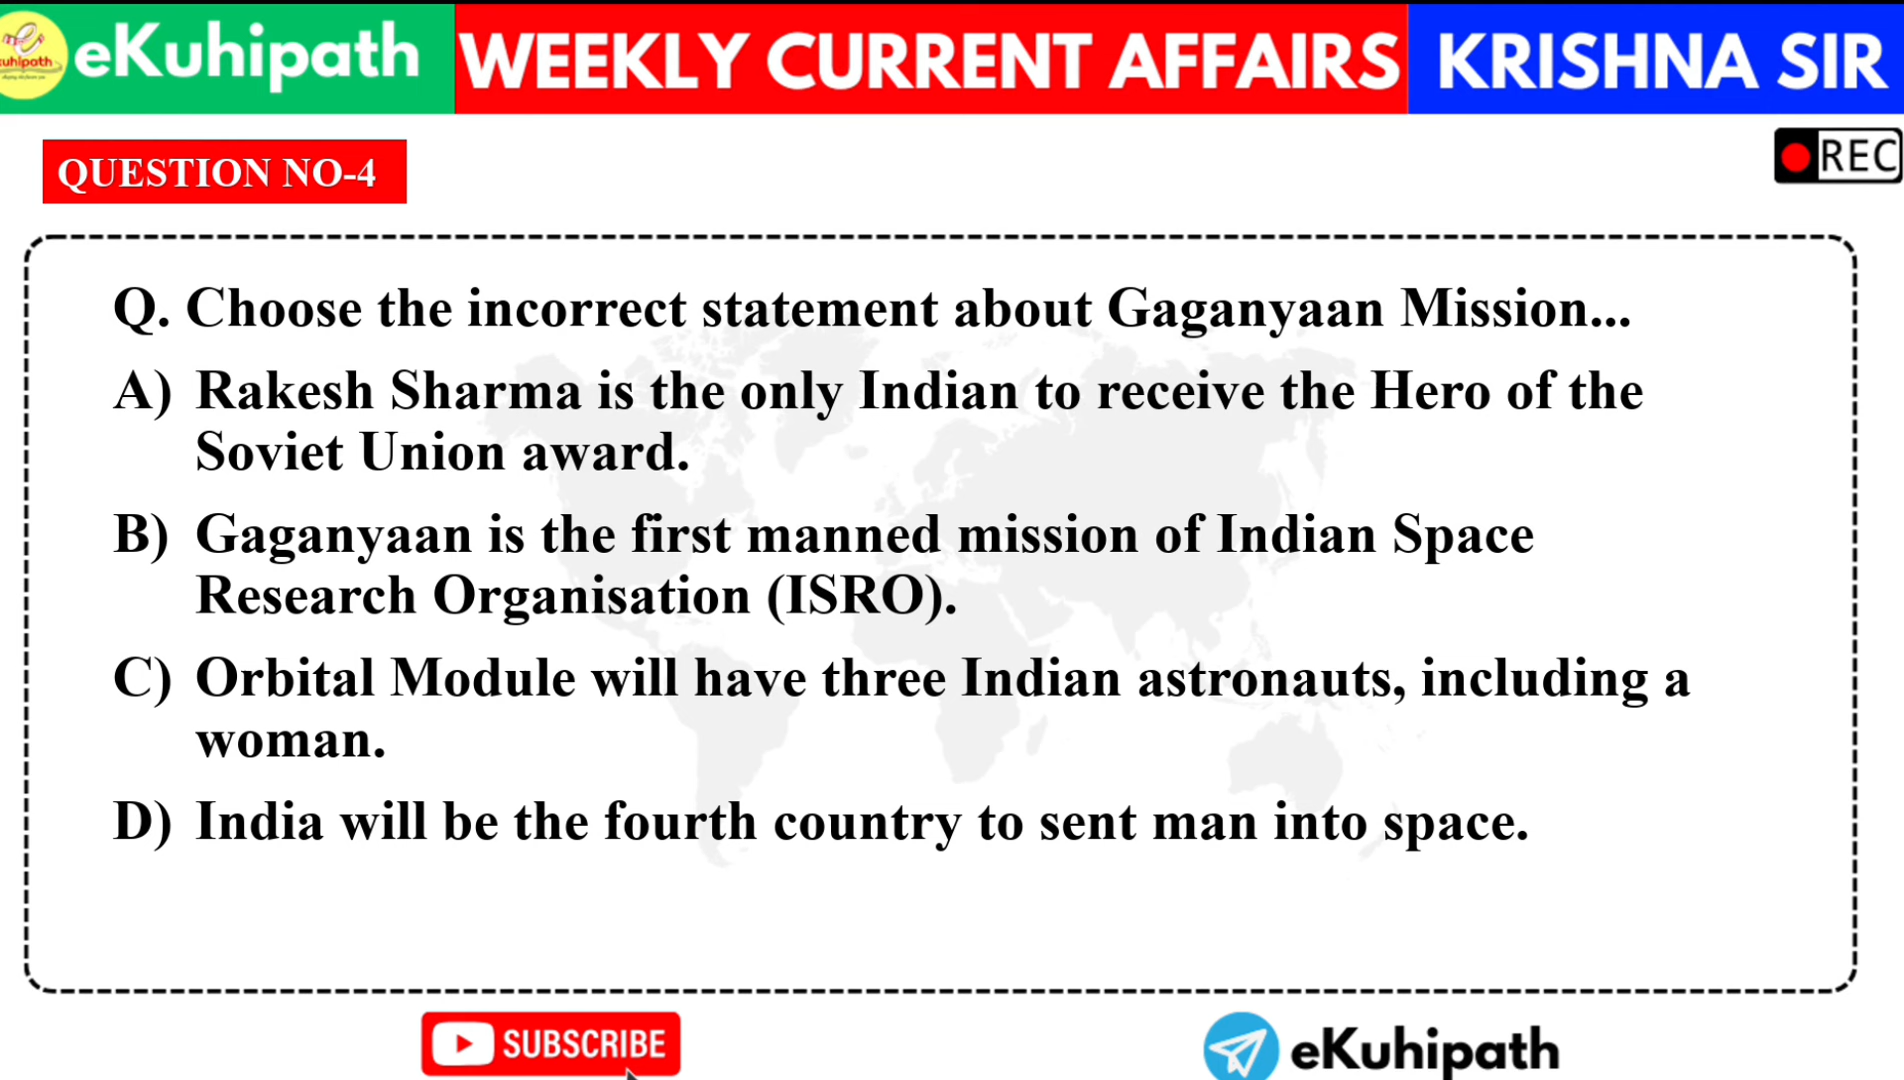 uhipath
eKuhipath
WEEKLY CURRENT AFFAIRS
KRISHNA SIR
QUESTION NO-4
REC
Q. Choose the incorrect statement about Gaganyaan Mission...
A) Rakesh Sharma is the only Indian to receive the Hero of the
Soviet Union award.
B) Gaganyaan is the first manned mission of Indian Space
Research Organisation (ISRO).
C) Orbital Module will have three Indian astronauts, including a
woman.
D) India will be the fourth country to sent man into space.
SUBSCRIBE
eKuhipath